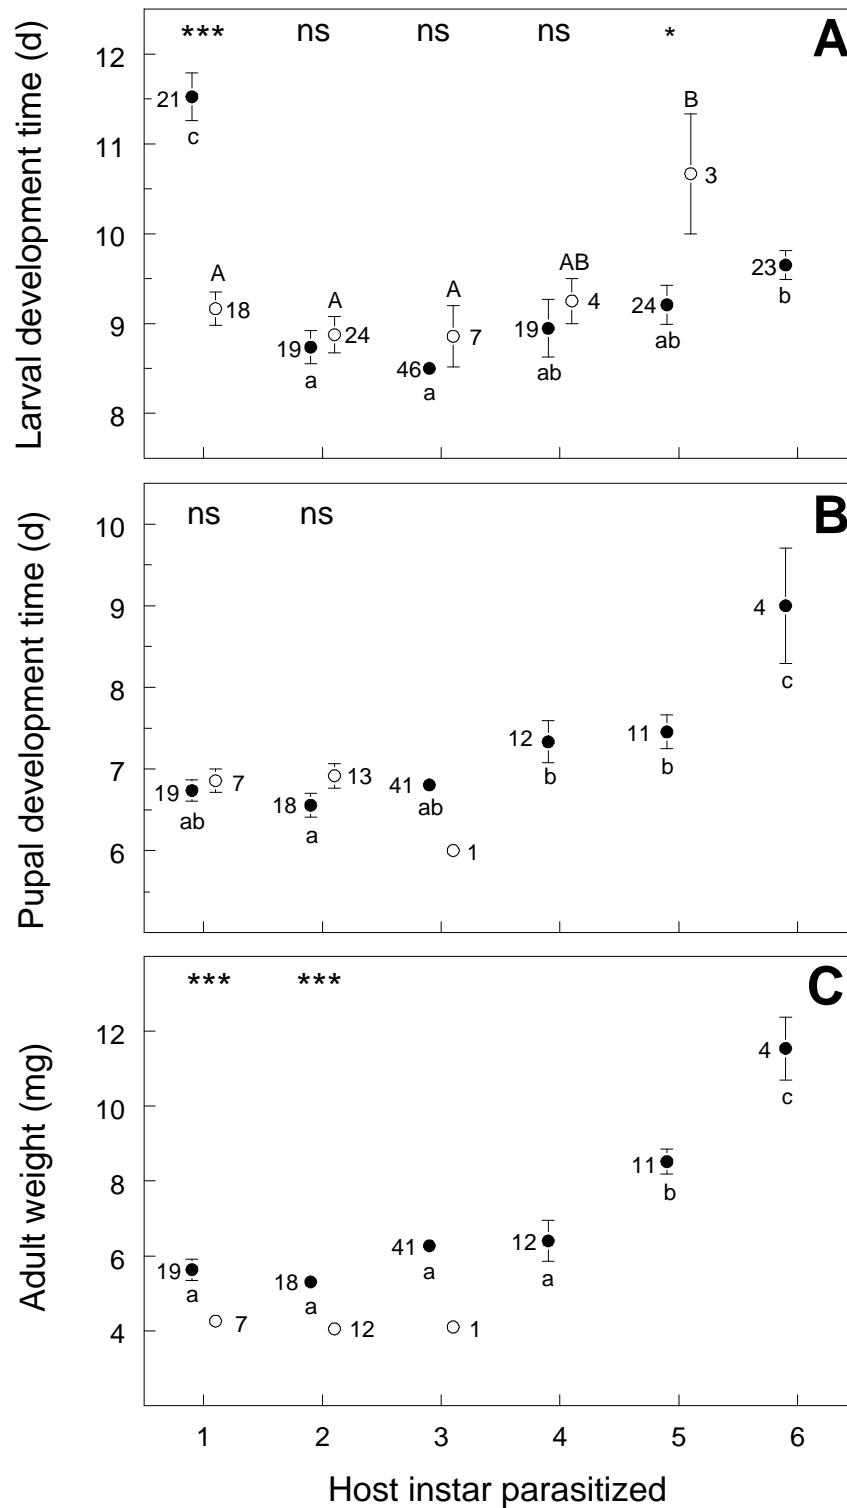 *** ns ns ns * A
12
21
B
11
c
3
10
A
AB
23
18
A
A
4
24
b
9
24
7
19
19
ab
46
a
ab
a
8
Larval development time (d)
ns ns B
10
9
4
8
c
12
11
7
7
13
b
b
19
18
41
ab
ab
a
6
1
Pupal development time (d)
*** *** C
12
4
c
10
11
8
b
41
12
6
19
18
a
a
a
a
7
12
1
4
Adult weight (mg)
1 2 3 4 5 6
Host instar parasitized